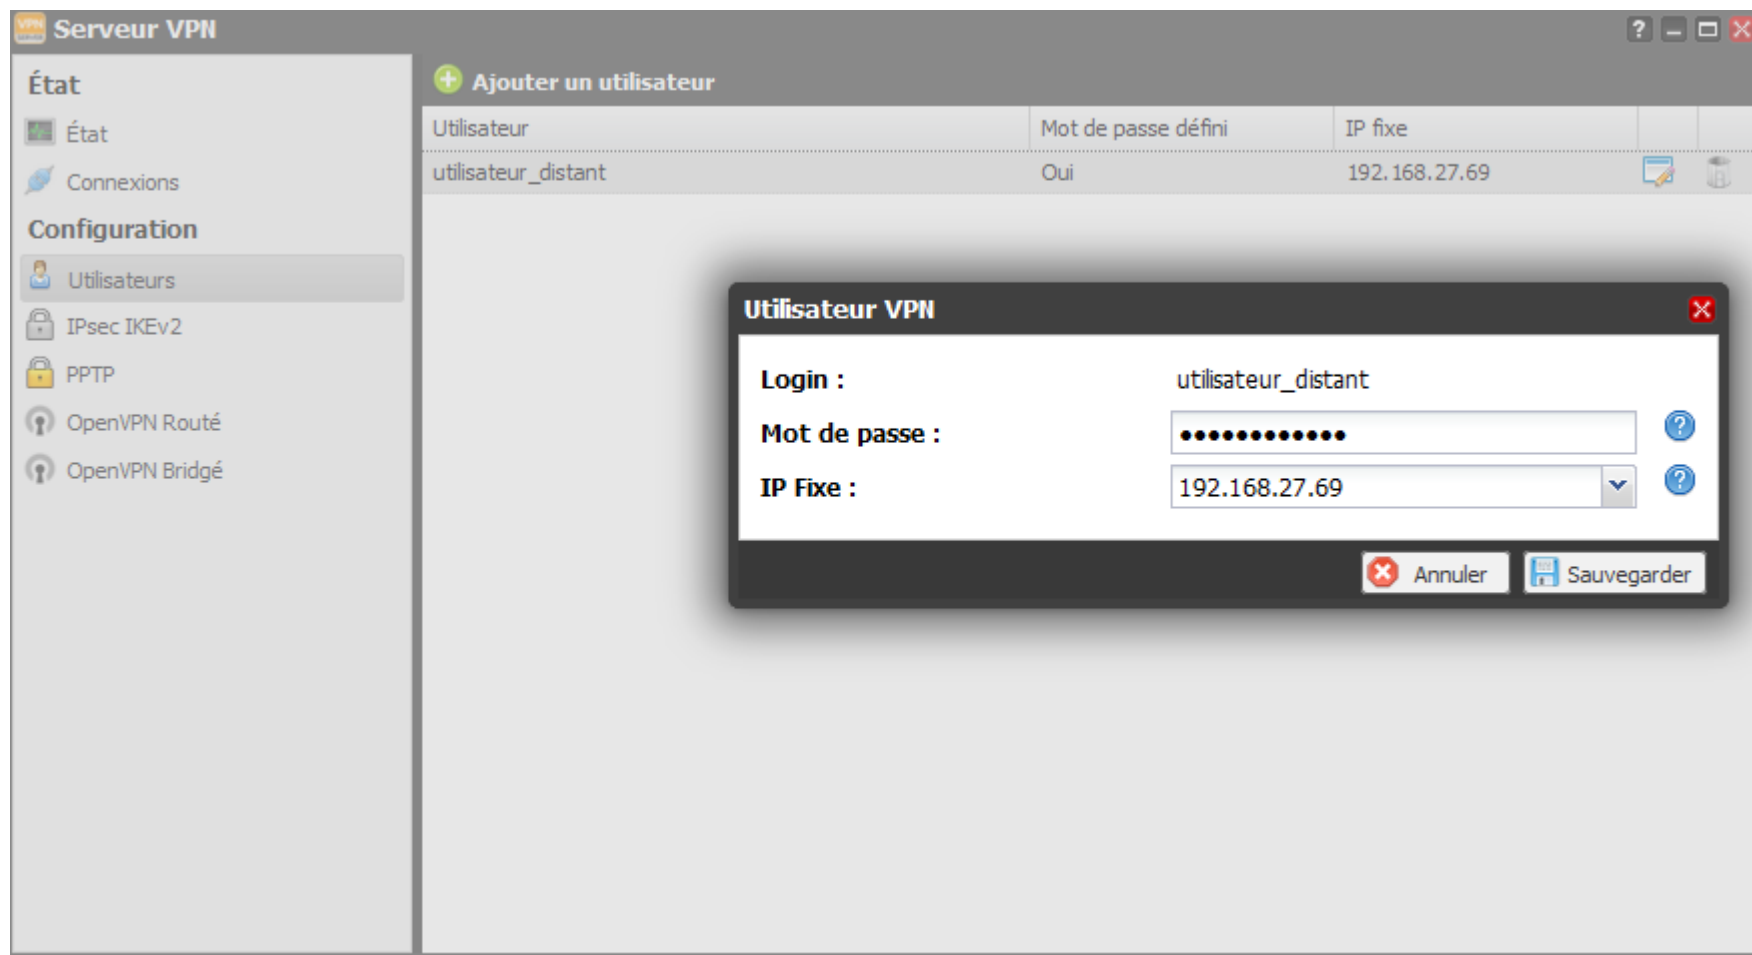 Serveur VPN
État
État
Connexions
Configuration
Utilisateurs
IPsec IKEv2
PPTP
OpenVPN Routé
OpenVPN Bridgé
Ajouter un utilisateur
Utilisateur Mot de passe défini IP fixe
utilisateur_distant Oui 192.168.27.69
Utilisateur VPN
Login : utilisateur_distant
Mot de passe : ••••••••••••
IP Fixe : 192.168.27.69
Annuler Sauvegarder